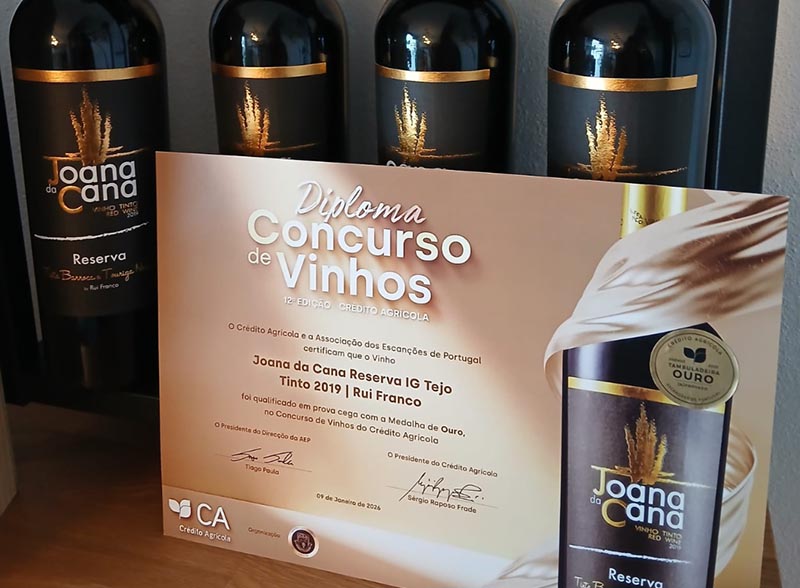 Joana
da
Cana
VINHO TINTO
RED WINE
2019
Reserva
by Rui Franco
Diploma
Concurso
de Vinhos
12ª EDIÇÃO CRÉDITO AGRÍCOLA
O Crédito Agrícola e a Associação dos Escanções de Portugal
certificam que o Vinho
Joana da Cana Reserva IG Tejo
Tinto 2019 | Rui Franco
foi qualificado em prova cega com a Medalha de Ouro,
no Concurso de Vinhos do Crédito Agrícola
O Presidente da Direcção da AEP
Tiago Paula
O Presidente do Crédito Agrícola
Sérgio Raposo Frade
09 de Janeiro de 2026
CA
Crédito Agrícola
Organização
CRÉDITO AGRÍCOLA
TAMBULADEIRA
OURO
Joana
da
Cana
VINHO TINTO
RED WINE
2019
Reserva